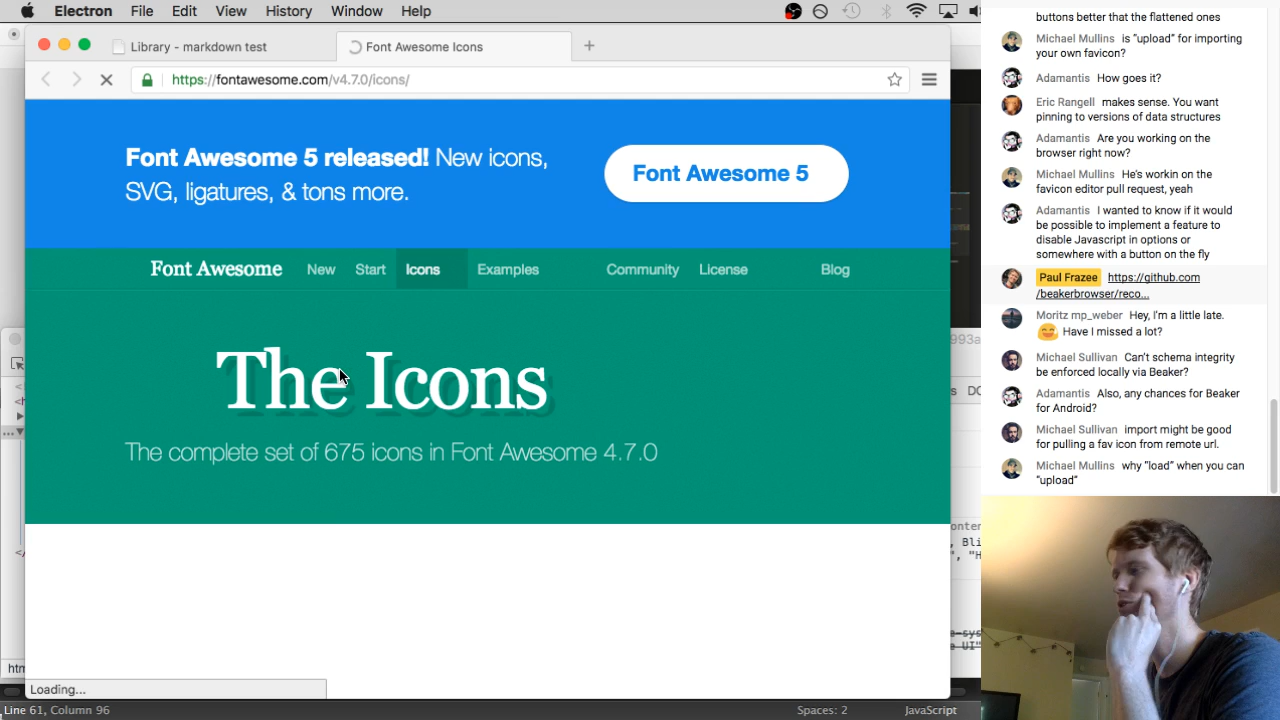 Electron File Edit View History Window Help
Library - markdown test
Font Awesome Icons
https://fontawesome.com/v4.7.0/icons/
Font Awesome 5 released! New icons,
SVG, ligatures, & tons more.
Font Awesome 5
Font Awesome New Start Icons Examples Community License Blog
The Icons
The complete set of 675 icons in Font Awesome 4.7.0
Loading...
Line 61, Column 96
Spaces: 2
JavaScript
buttons better that the flattened ones
Michael Mullins is "upload" for importing
your own favicon?
Adamantis How goes it?
Eric Rangell makes sense. You want
pinning to versions of data structures
Adamantis Are you working on the
browser right now?
Michael Mullins He's workin on the
favicon editor pull request, yeah
Adamantis I wanted to know if it would
be possible to implement a feature to
disable Javascript in options or
somewhere with a button on the fly
Paul Frazee https://github.com
/beakerbrowser/reco...
Moritz mp_weber Hey, I'm a little late.
Have I missed a lot?
Michael Sullivan Can't schema integrity
be enforced locally via Beaker?
Adamantis Also, any chances for Beaker
for Android?
Michael Sullivan import might be good
for pulling a fav icon from remote url.
Michael Mullins why "load" when you can
"upload"